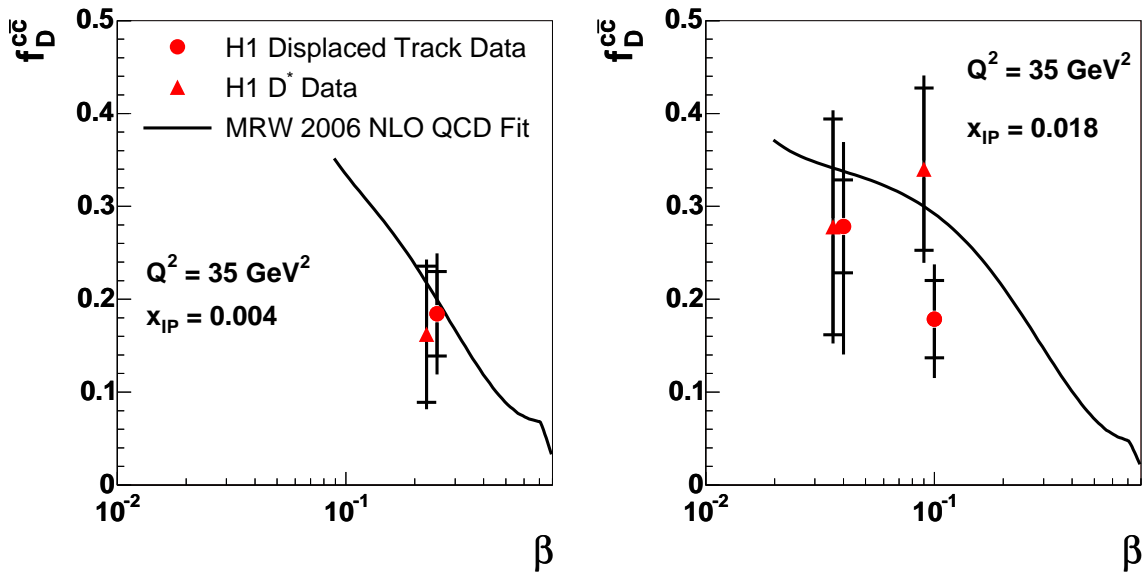 f_D^{cc̄}
0.5
0.4
0.3
0.2
0.1
0
H1 Displaced Track Data
H1 D* Data
MRW 2006 NLO QCD Fit
Q² = 35 GeV²
x_IP = 0.004
10⁻²
10⁻¹
β
f_D^{cc̄}
0.5
0.4
0.3
0.2
0.1
0
Q² = 35 GeV²
x_IP = 0.018
10⁻²
10⁻¹
β